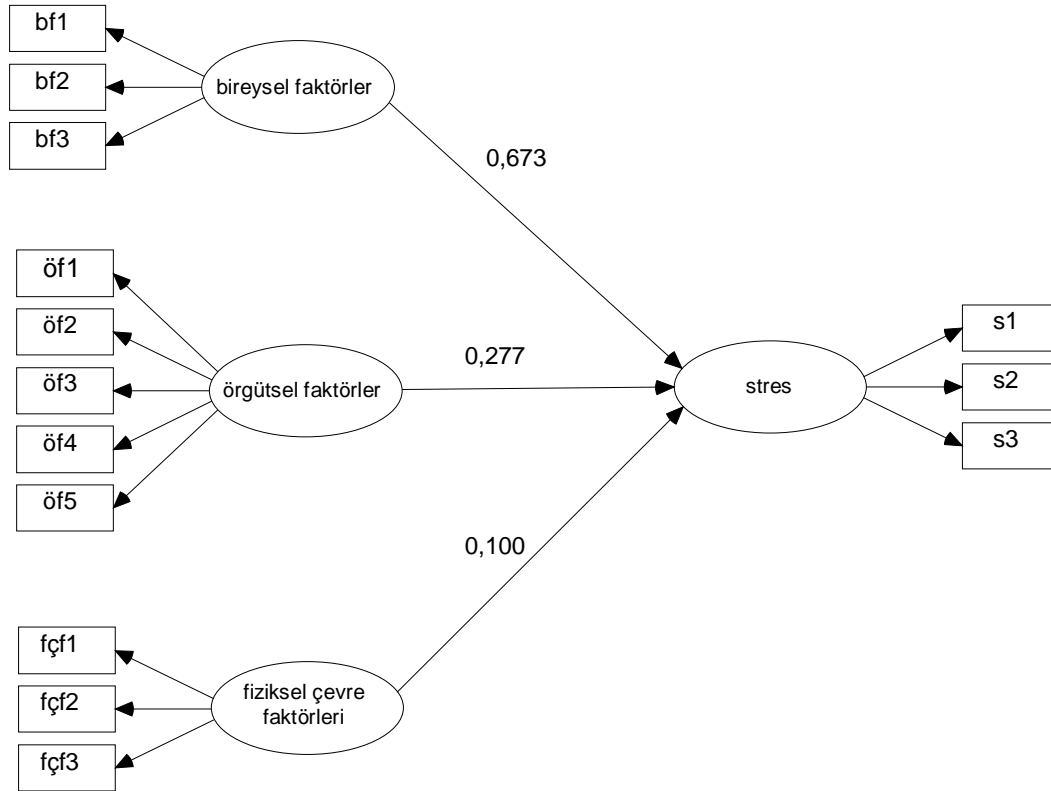 bf1
bf2
bf3
bireysel faktörler
0,673
öf1
öf2
öf3
öf4
öf5
örgütsel faktörler
0,277
stres
s1
s2
s3
0,100
fçf1
fçf2
fçf3
fiziksel çevre
faktörleri